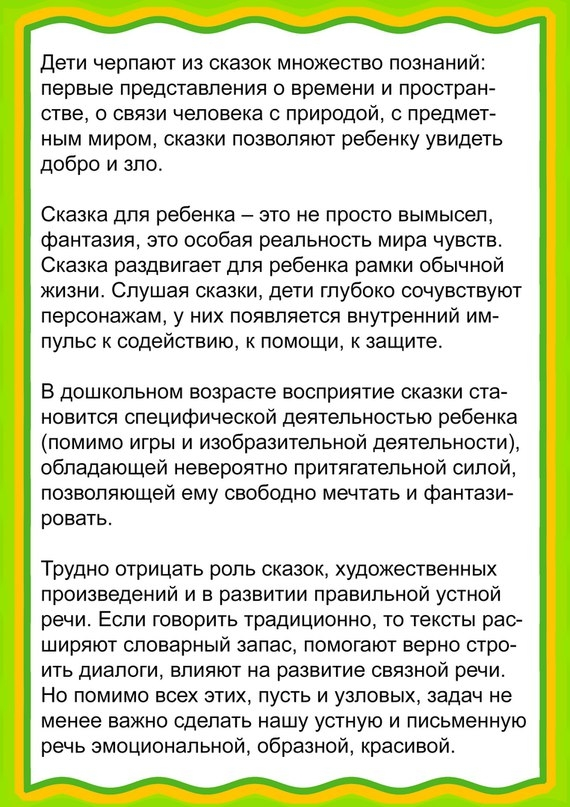 Дети черпают из сказок множество познаний:
первые представления о времени и простран-
стве, о связи человека с природой, с предмет-
ным миром, сказки позволяют ребенку увидеть
добро и зло.
Сказка для ребенка – это не просто вымысел,
фантазия, это особая реальность мира чувств.
Сказка раздвигает для ребенка рамки обычной
жизни. Слушая сказки, дети глубоко сочувствуют
персонажам, у них появляется внутренний им-
пульс к содействию, к помощи, к защите.
В дошкольном возрасте восприятие сказки ста-
новится специфической деятельностью ребенка
(помимо игры и изобразительной деятельности),
обладающей невероятно притягательной силой,
позволяющей ему свободно мечтать и фантази-
ровать.
Трудно отрицать роль сказок, художественных
произведений и в развитии правильной устной
речи. Если говорить традиционно, то тексты рас-
ширяют словарный запас, помогают верно стро-
ить диалоги, влияют на развитие связной речи.
Но помимо всех этих, пусть и узловых, задач не
менее важно сделать нашу устную и письменную
речь эмоциональной, образной, красивой.